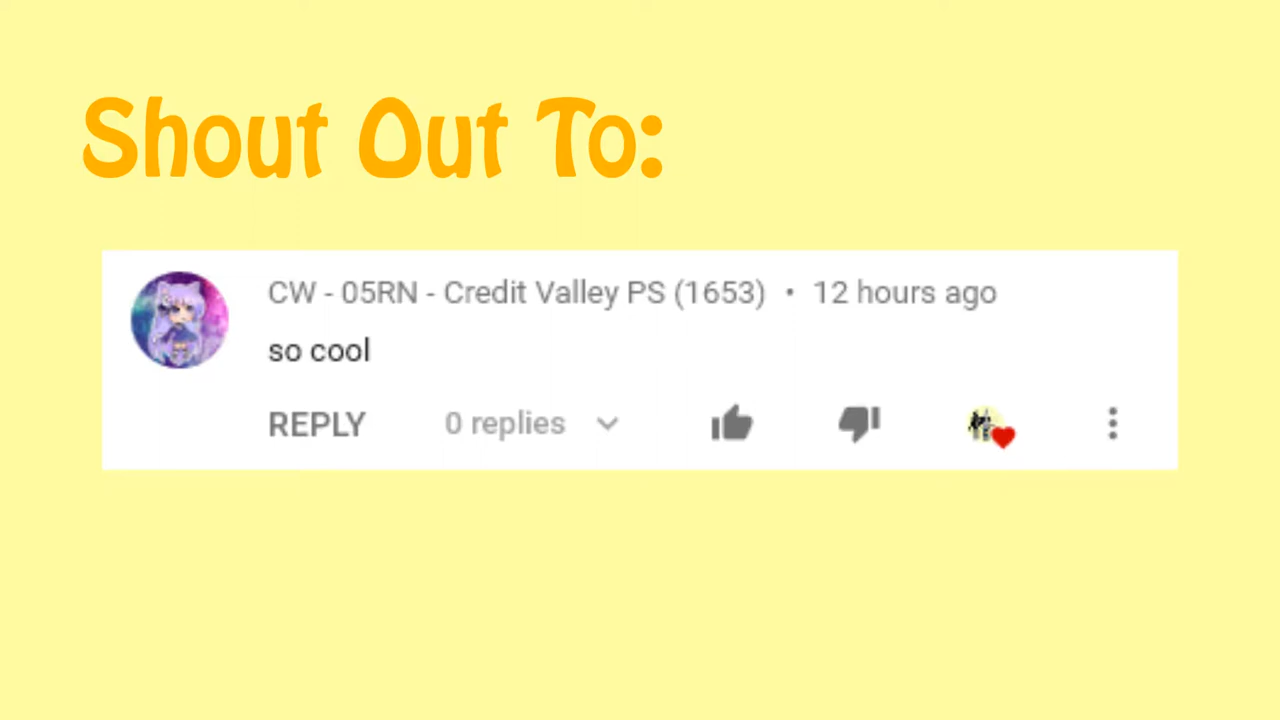 Shout Out To:
CW - 05RN - Credit Valley PS (1653) • 12 hours ago
so cool
REPLY 0 replies